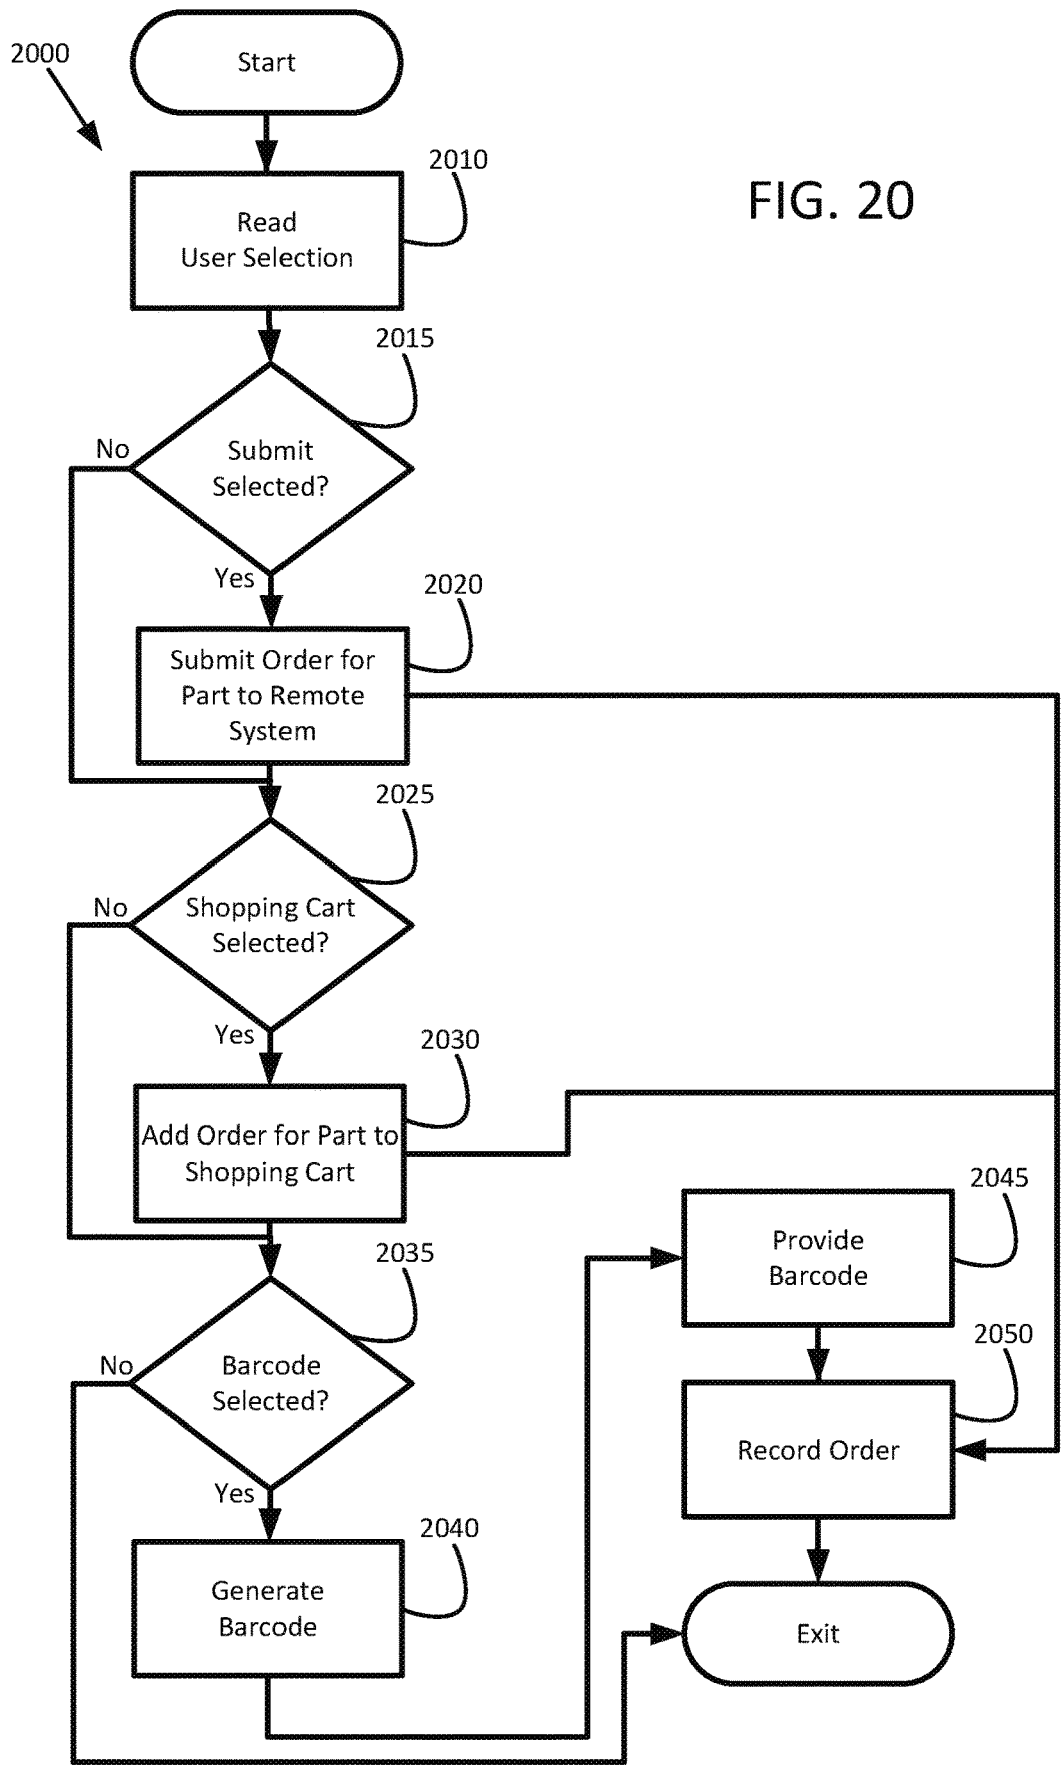 2000
Start
2010
FIG. 20
Read
User Selection
2015
No
Submit
Selected?
Yes
2020
Submit Order for
Part to Remote
System
2025
No
Shopping Cart
Selected?
Yes
2030
Add Order for Part to
Shopping Cart
2045
Provide
Barcode
2035
No
Barcode
Selected?
2050
Record Order
Yes
2040
Generate
Barcode
Exit